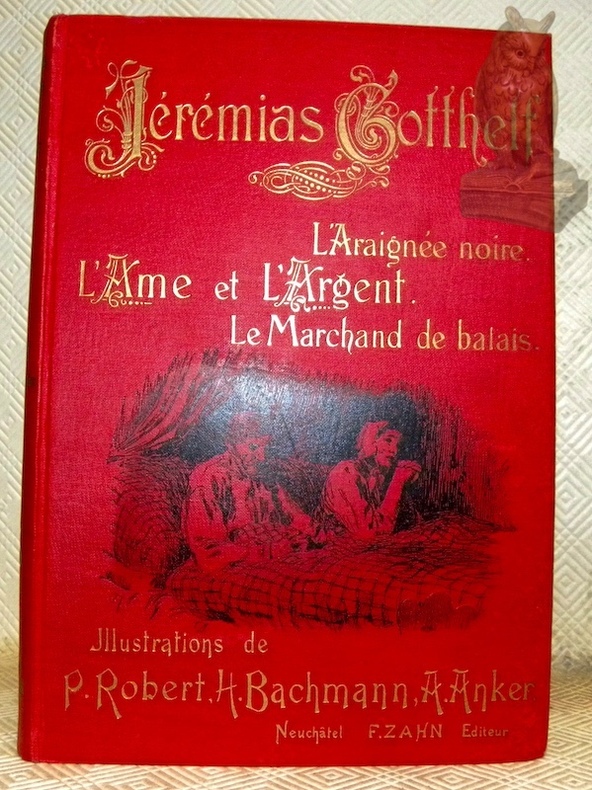 Jérémias Gotthelf
L'Araignée noire.
L'Ame et L'Argent.
Le Marchand de balais.
Illustrations de
P. Robert, H. Bachmann, A. Anker.
Neuchâtel F. ZAHN Editeur